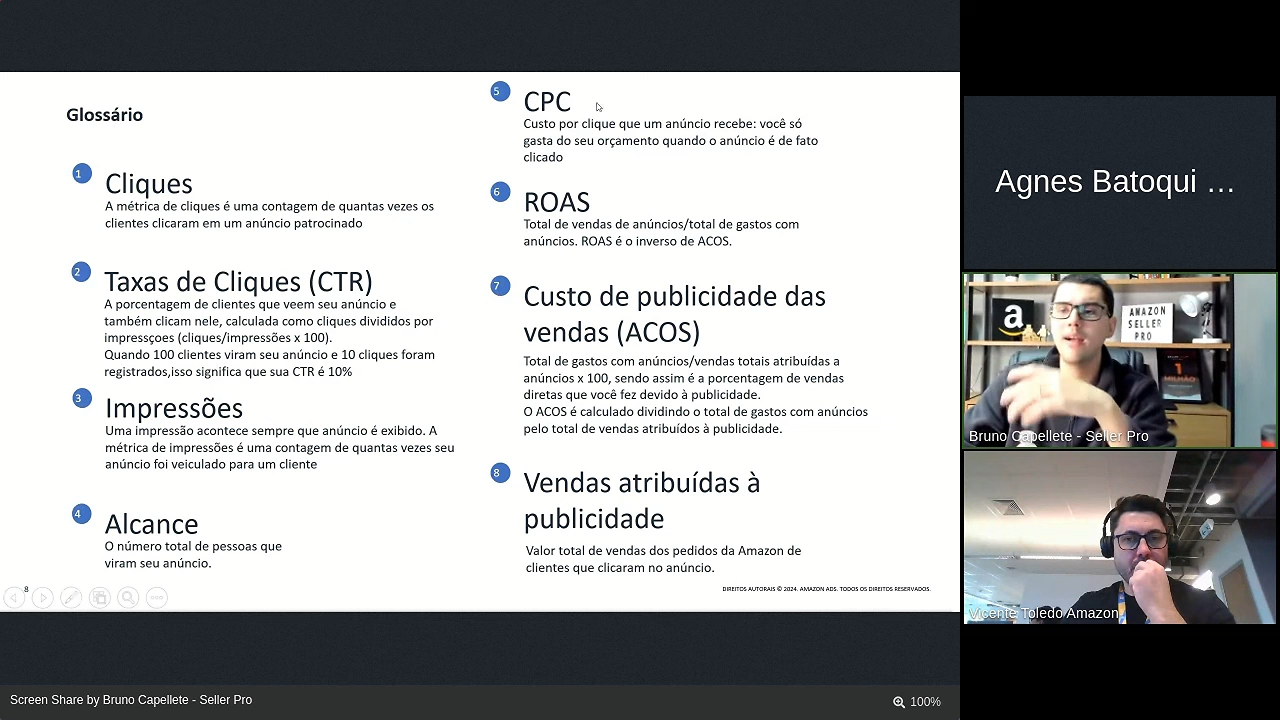 Glossário
1
Cliques
A métrica de cliques é uma contagem de quantas vezes os
clientes clicaram em um anúncio patrocinado
2
Taxas de Cliques (CTR)
A porcentagem de clientes que veem seu anúncio e
também clicam nele, calculada como cliques divididos por
impressçoes (cliques/impressões x 100).
Quando 100 clientes viram seu anúncio e 10 cliques foram
registrados,isso significa que sua CTR é 10%
3
Impressões
Uma impressão acontece sempre que anúncio é exibido. A
métrica de impressões é uma contagem de quantas vezes seu
anúncio foi veiculado para um cliente
4
Alcance
O número total de pessoas que
viram seu anúncio.
5
CPC
Custo por clique que um anúncio recebe: você só
gasta do seu orçamento quando o anúncio é de fato
clicado
6
ROAS
Total de vendas de anúncios/total de gastos com
anúncios. ROAS é o inverso de ACOS.
7
Custo de publicidade das
vendas (ACOS)
Total de gastos com anúncios/vendas totais atribuídas a
anúncios x 100, sendo assim é a porcentagem de vendas
diretas que você fez devido à publicidade.
O ACOS é calculado dividindo o total de gastos com anúncios
pelo total de vendas atribuídos à publicidade.
8
Vendas atribuídas à
publicidade
Valor total de vendas dos pedidos da Amazon de
clientes que clicaram no anúncio.
8
DIREITOS AUTORAIS © 2024. AMAZON ADS. TODOS OS DIREITOS RESERVADOS.
Screen Share by Bruno Capellete - Seller Pro
100%
Agnes Batoqui ...
a
AMAZON
SELLER
PRO
1
MILHÃO
Bruno Capellete - Seller Pro
Vicente Toledo Amazon